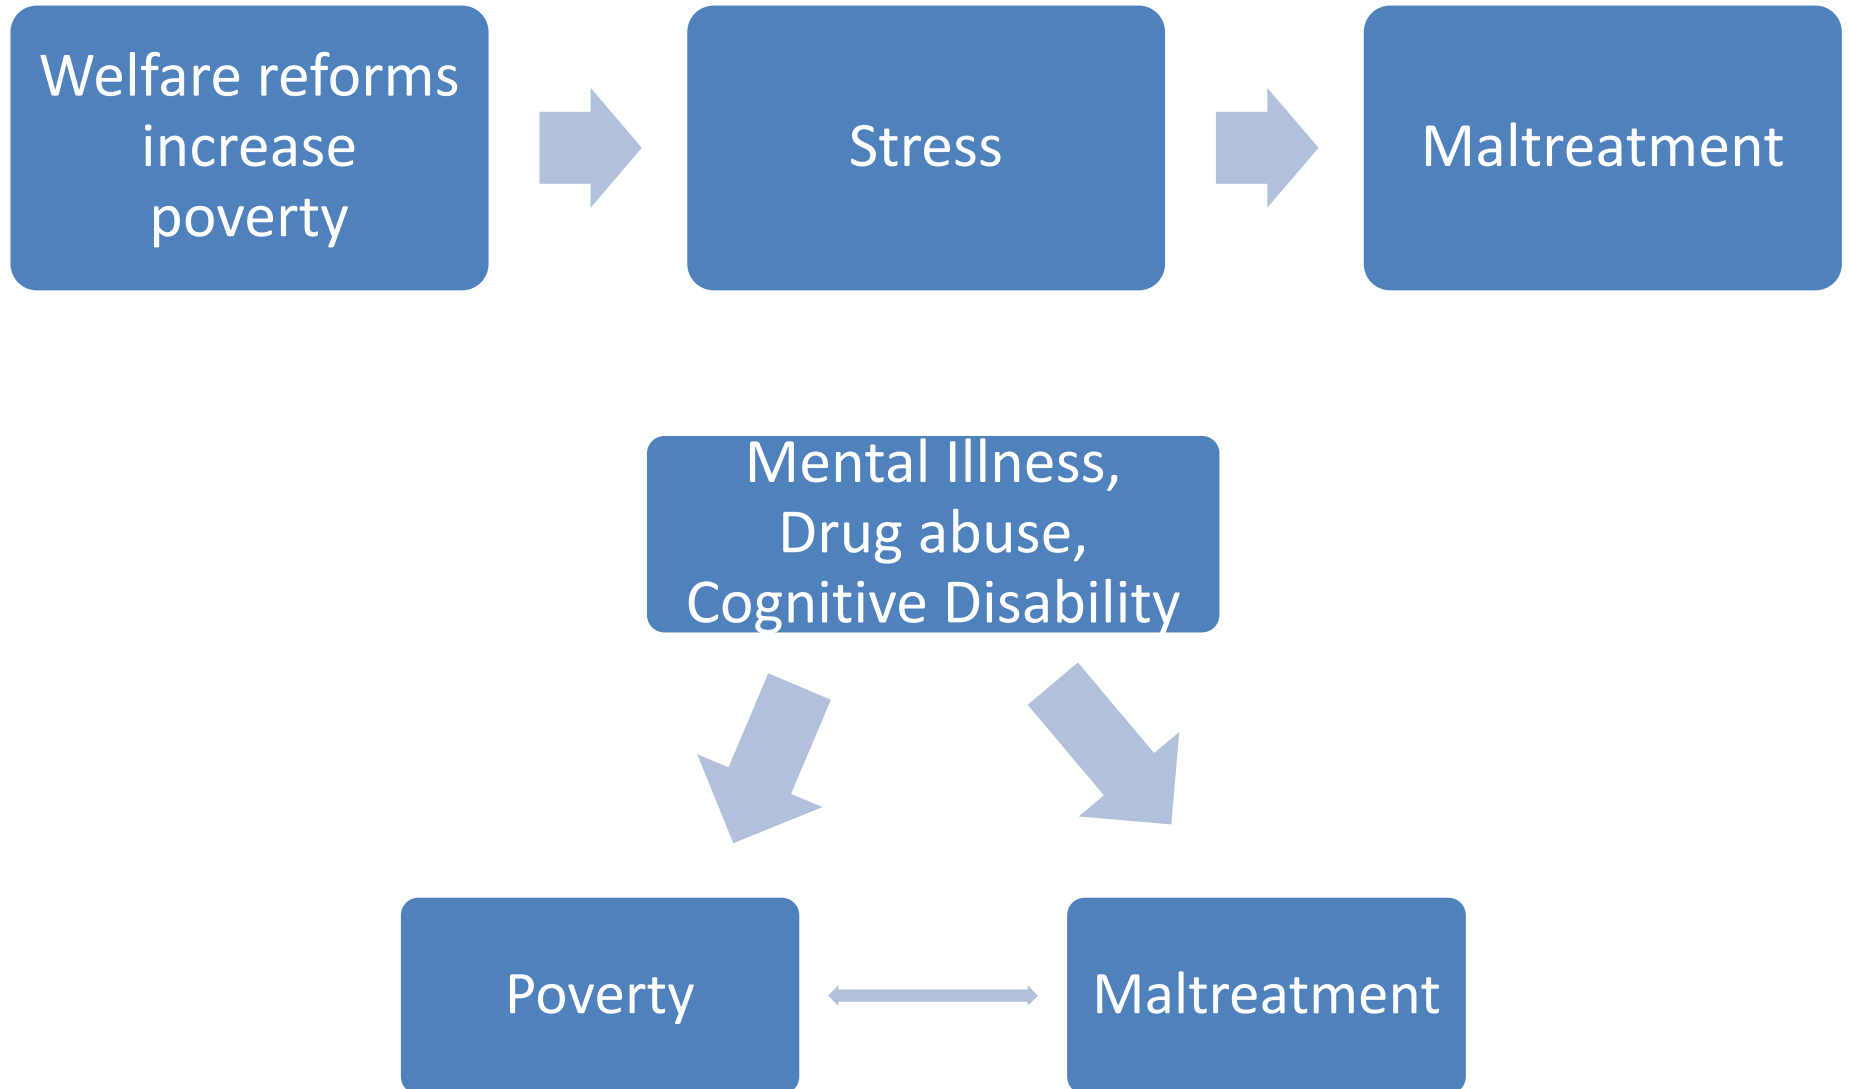 Welfare reforms
increase
poverty
Stress
Maltreatment
Mental Illness,
Drug abuse,
Cognitive Disability
Poverty
Maltreatment